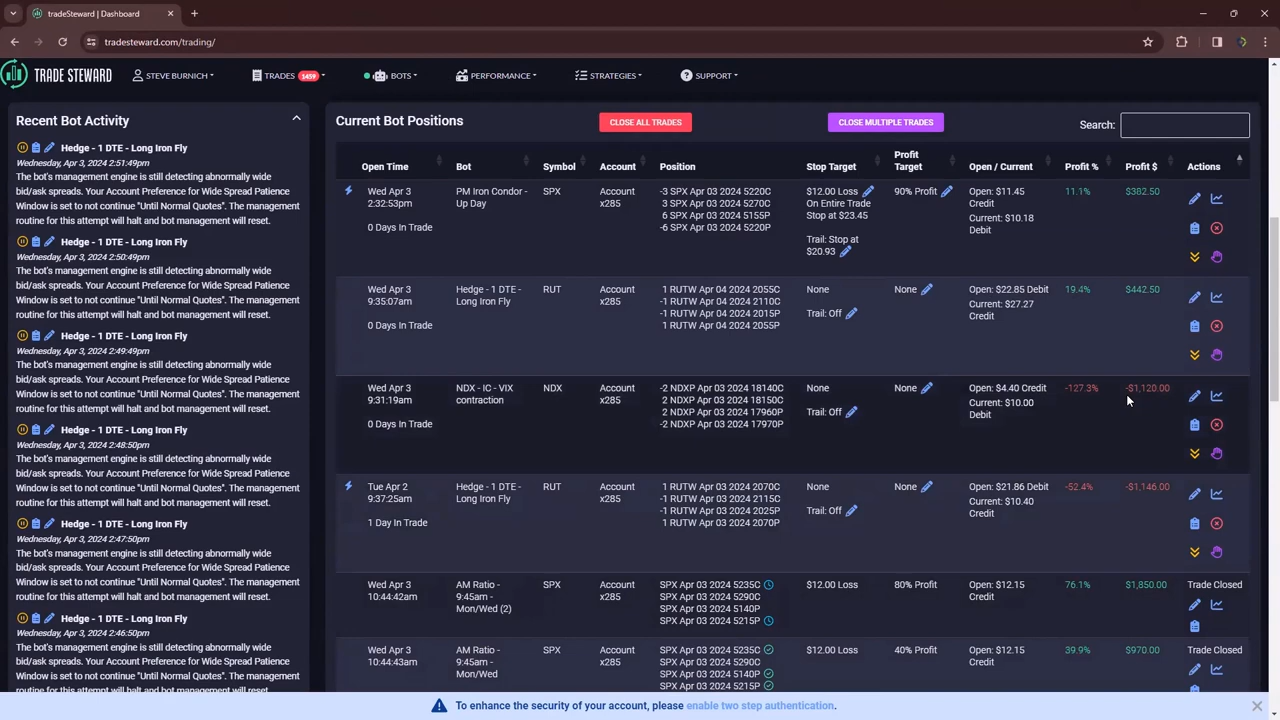 tradeSteward | Dashboard
tradesteward.com/trading/
TRADE STEWARD
STEVE BURNICH
TRADES 1459
BOTS
PERFORMANCE
STRATEGIES
SUPPORT
Recent Bot Activity
Hedge - 1 DTE - Long Iron Fly
Wednesday, Apr 3, 2024 2:51:49pm
The bot's management engine is still detecting abnormally wide
bid/ask spreads. Your Account Preference for Wide Spread Patience
Window is set to not continue "Until Normal Quotes". The management
routine for this attempt will halt and bot management will reset.
Hedge - 1 DTE - Long Iron Fly
Wednesday, Apr 3, 2024 2:50:49pm
The bot's management engine is still detecting abnormally wide
bid/ask spreads. Your Account Preference for Wide Spread Patience
Window is set to not continue "Until Normal Quotes". The management
routine for this attempt will halt and bot management will reset.
Hedge - 1 DTE - Long Iron Fly
Wednesday, Apr 3, 2024 2:49:49pm
The bot's management engine is still detecting abnormally wide
bid/ask spreads. Your Account Preference for Wide Spread Patience
Window is set to not continue "Until Normal Quotes". The management
routine for this attempt will halt and bot management will reset.
Hedge - 1 DTE - Long Iron Fly
Wednesday, Apr 3, 2024 2:48:50pm
The bot's management engine is still detecting abnormally wide
bid/ask spreads. Your Account Preference for Wide Spread Patience
Window is set to not continue "Until Normal Quotes". The management
routine for this attempt will halt and bot management will reset.
Hedge - 1 DTE - Long Iron Fly
Wednesday, Apr 3, 2024 2:47:50pm
The bot's management engine is still detecting abnormally wide
bid/ask spreads. Your Account Preference for Wide Spread Patience
Window is set to not continue "Until Normal Quotes". The management
routine for this attempt will halt and bot management will reset.
Hedge - 1 DTE - Long Iron Fly
Wednesday, Apr 3, 2024 2:46:50pm
The bot's management engine is still detecting abnormally wide
bid/ask spreads. Your Account Preference for Wide Spread Patience
Window is set to not continue "Until Normal Quotes". The management
Current Bot Positions
CLOSE ALL TRADES
CLOSE MULTIPLE TRADES
Search:
Open Time
Bot
Symbol
Account
Position
Stop Target
Profit
Target
Open / Current
Profit %
Profit $
Actions
Wed Apr 3
2:32:53pm
0 Days In Trade
PM Iron Condor -
Up Day
SPX
Account
x285
-3 SPX Apr 03 2024 5220C
3 SPX Apr 03 2024 5270C
6 SPX Apr 03 2024 5155P
-6 SPX Apr 03 2024 5220P
$12.00 Loss
On Entire Trade
Stop at $23.45
Trail: Stop at
$20.93
90% Profit
Open: $11.45
Credit
Current: $10.18
Debit
11.1%
$382.50
Wed Apr 3
9:35:07am
0 Days In Trade
Hedge - 1 DTE -
Long Iron Fly
RUT
Account
x285
1 RUTW Apr 04 2024 2055C
-1 RUTW Apr 04 2024 2110C
-1 RUTW Apr 04 2024 2015P
1 RUTW Apr 04 2024 2055P
None
Trail: Off
None
Open: $22.85 Debit
Current: $27.27
Credit
19.4%
$442.50
Wed Apr 3
9:31:19am
0 Days In Trade
NDX - IC - VIX
contraction
NDX
Account
x285
-2 NDXP Apr 03 2024 18140C
2 NDXP Apr 03 2024 18150C
2 NDXP Apr 03 2024 17960P
-2 NDXP Apr 03 2024 17970P
None
Trail: Off
None
Open: $4.40 Credit
Current: $10.00
Debit
-127.3%
-$1,120.00
Tue Apr 2
9:37:25am
1 Day In Trade
Hedge - 1 DTE -
Long Iron Fly
RUT
Account
x285
1 RUTW Apr 03 2024 2070C
-1 RUTW Apr 03 2024 2115C
-1 RUTW Apr 03 2024 2025P
1 RUTW Apr 03 2024 2070P
None
Trail: Off
None
Open: $21.86 Debit
Current: $10.40
Credit
-52.4%
-$1,146.00
Wed Apr 3
10:44:42am
AM Ratio -
9:45am -
Mon/Wed (2)
SPX
Account
x285
SPX Apr 03 2024 5235C
SPX Apr 03 2024 5290C
SPX Apr 03 2024 5140P
SPX Apr 03 2024 5215P
$12.00 Loss
80% Profit
Open: $12.15
Credit
76.1%
$1,850.00
Trade Closed
Wed Apr 3
10:44:43am
AM Ratio -
9:45am -
Mon/Wed
SPX
Account
x285
SPX Apr 03 2024 5235C
SPX Apr 03 2024 5290C
SPX Apr 03 2024 5140P
SPX Apr 03 2024 5215P
$12.00 Loss
40% Profit
Open: $12.15
Credit
39.9%
$970.00
Trade Closed
To enhance the security of your account, please enable two step authentication.